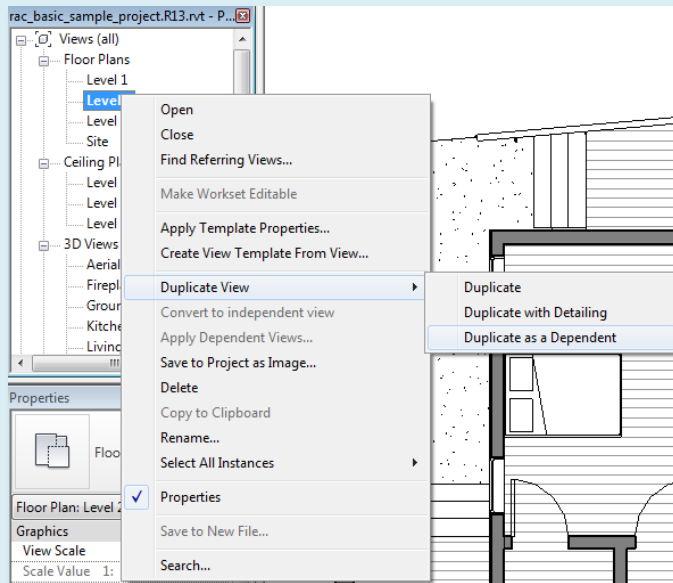 rac_basic_sample_project.R13.rvt - P...
Views (all)
Floor Plans
Level 1
Level
Level
Site
Ceiling Pl
Level
Level
Level
3D Views
Aerial
Firepl
Groun
Kitche
Living
Open
Close
Find Referring Views...
Make Workset Editable
Apply Template Properties...
Create View Template From View...
Duplicate View
Convert to independent view
Apply Dependent Views...
Save to Project as Image...
Delete
Copy to Clipboard
Rename...
Select All Instances
Properties
Save to New File...
Search...
Duplicate
Duplicate with Detailing
Duplicate as a Dependent
Properties
Floo
Floor Plan: Level 2
Graphics
View Scale
Scale Value 1: